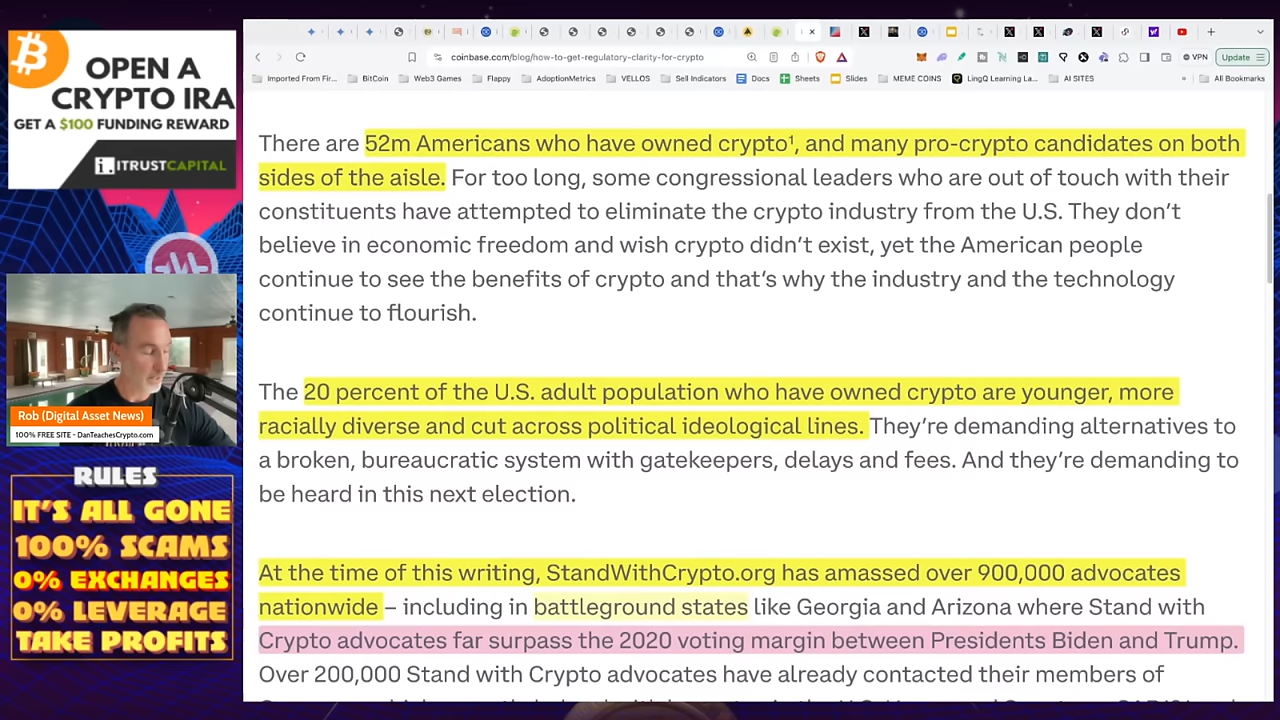 OPEN A
CRYPTO IRA
GET A $100 FUNDING REWARD
ITRUSTCAPITAL
Rob (Digital Asset News)
100% FREE SITE - DanTeachesCrypto.com
RULES
IT'S ALL GONE
100% SCAMS
0% EXCHANGES
0% LEVERAGE
TAKE PROFITS
coinbase.com/blog/how-to-get-regulatory-clarity-for-crypto
VPN
Update
Imported From Fir...
BitCoin
Web3 Games
Flappy
AdoptionMetrics
VELLOS
Sell Indicators
Docs
Sheets
Slides
MEME COINS
LingQ Learning La...
AI SITES
»
All Bookmarks
There are 52m Americans who have owned crypto¹, and many pro-crypto candidates on both
sides of the aisle. For too long, some congressional leaders who are out of touch with their
constituents have attempted to eliminate the crypto industry from the U.S. They don't
believe in economic freedom and wish crypto didn't exist, yet the American people
continue to see the benefits of crypto and that's why the industry and the technology
continue to flourish.
The 20 percent of the U.S. adult population who have owned crypto are younger, more
racially diverse and cut across political ideological lines. They're demanding alternatives to
a broken, bureaucratic system with gatekeepers, delays and fees. And they're demanding to
be heard in this next election.
At the time of this writing, StandWithCrypto.org has amassed over 900,000 advocates
nationwide – including in battleground states like Georgia and Arizona where Stand with
Crypto advocates far surpass the 2020 voting margin between Presidents Biden and Trump.
Over 200,000 Stand with Crypto advocates have already contacted their members of